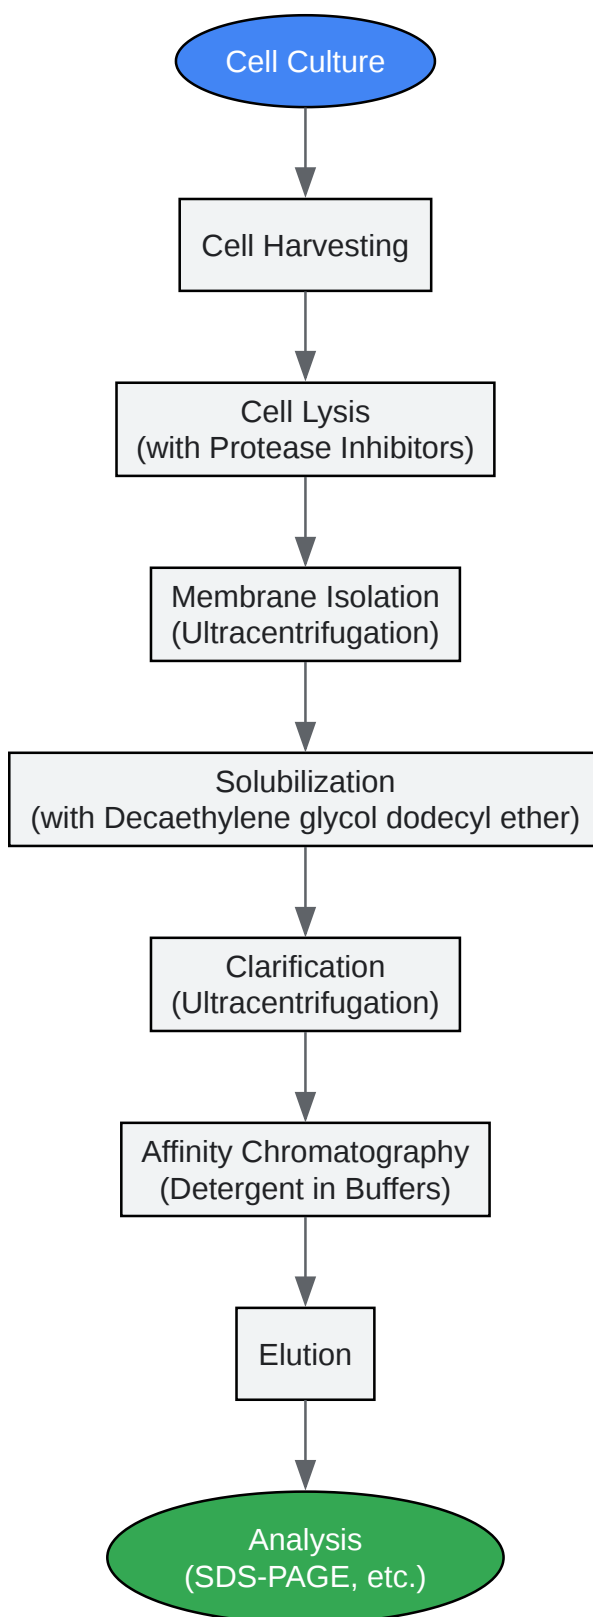 Cell Culture
Cell Harvesting
Cell Lysis
(with Protease Inhibitors)
Membrane Isolation
(Ultracentrifugation)
Solubilization
(with Decaethylene glycol dodecyl ether)
Clarification
(Ultracentrifugation)
Affinity Chromatography
(Detergent in Buffers)
Elution
Analysis
(SDS-PAGE, etc.)